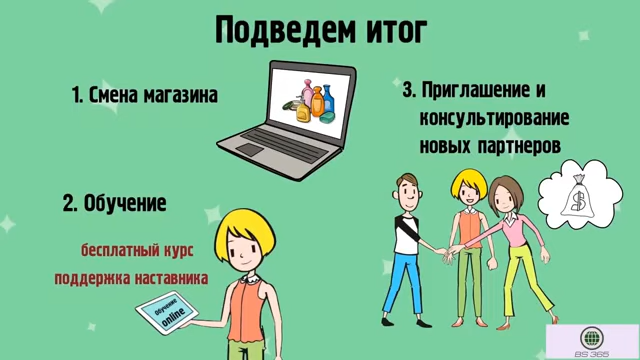 Подведем итог
1. Смена магазина
2. Обучение
бесплатный курс
поддержка наставника
Обучение
online
3. Приглашение и
консультирование
новых партнеров
$
BS 365